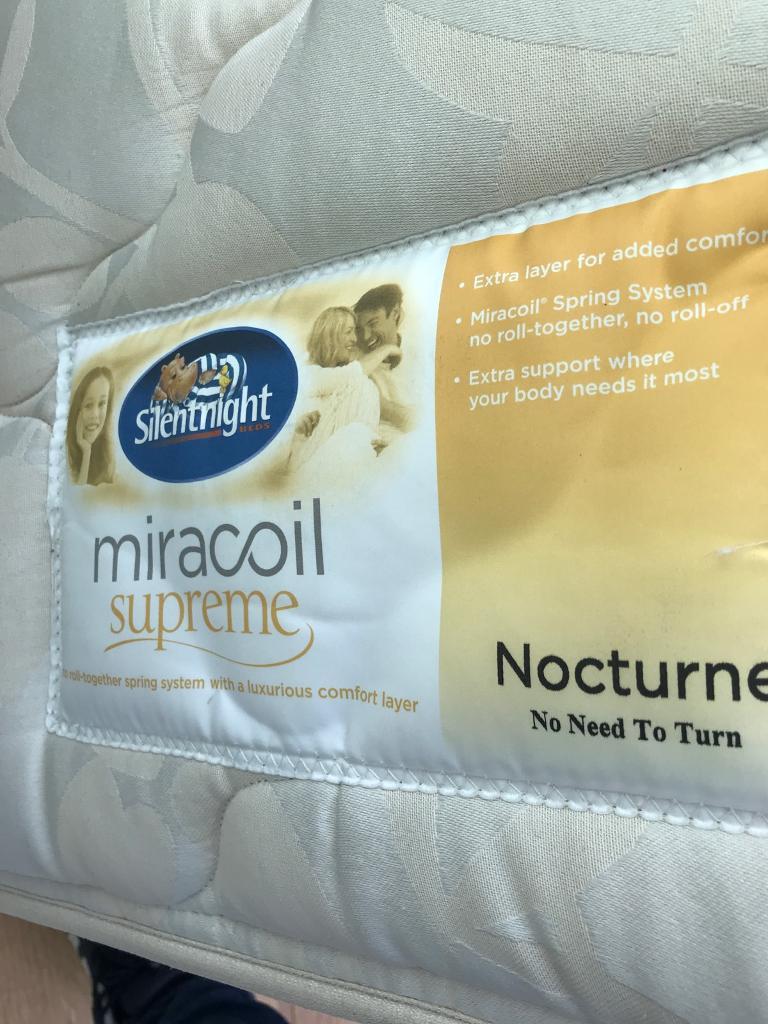 Silentnight
BEDS
miracoil
supreme
roll-together spring system with a luxurious comfort layer
• Extra layer for added
• Miracoil® Spring System
no roll-together, no roll-off
• Extra support where
your body needs it most
Nocturne
No Need To Turn